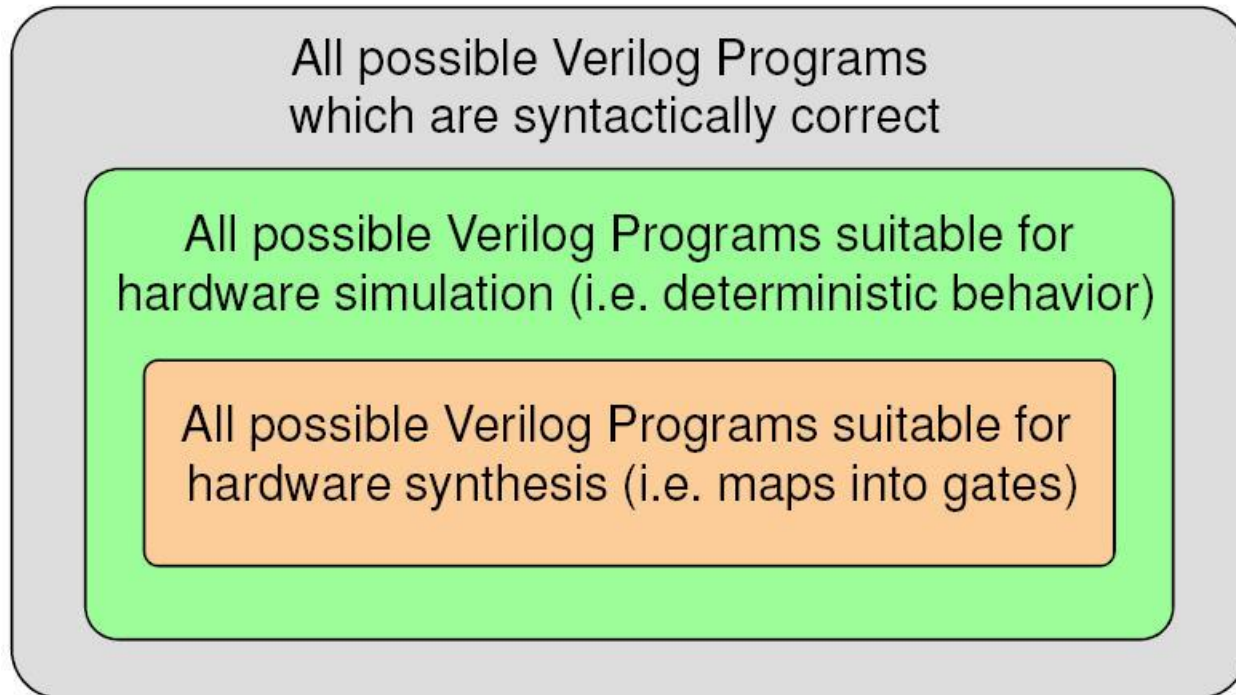 All possible Verilog Programs
which are syntactically correct
All possible Verilog Programs suitable for
hardware simulation (i.e. deterministic behavior)
All possible Verilog Programs suitable for
hardware synthesis (i.e. maps into gates)